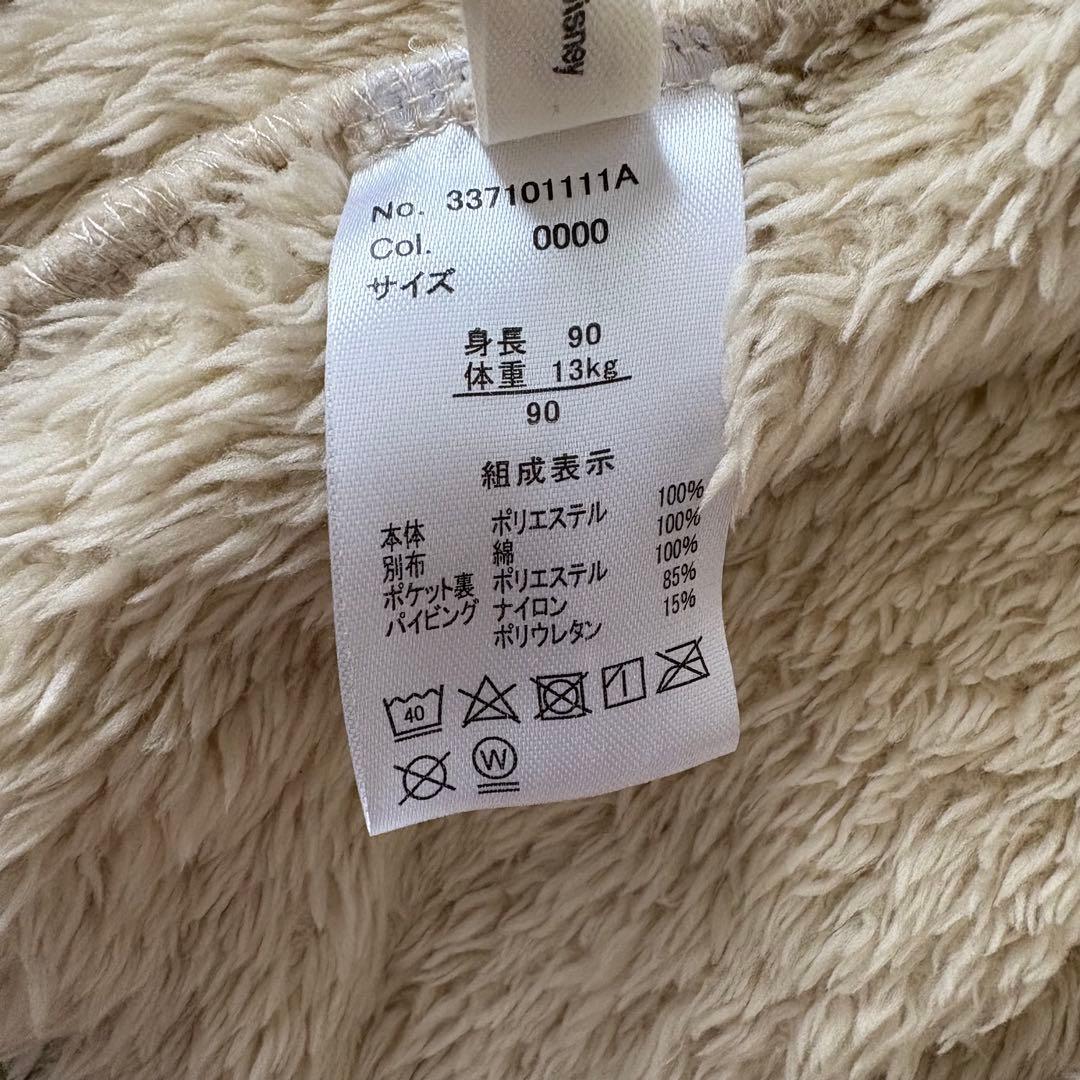 No. 337101111A
Col. 0000
サイズ
身長 90
体重 13kg
90
組成表示
本体 ポリエステル 100%
別布 綿 100%
ポケット裏 ポリエステル 100%
パイピング ナイロン 85%
ポリウレタン 15%
40
W